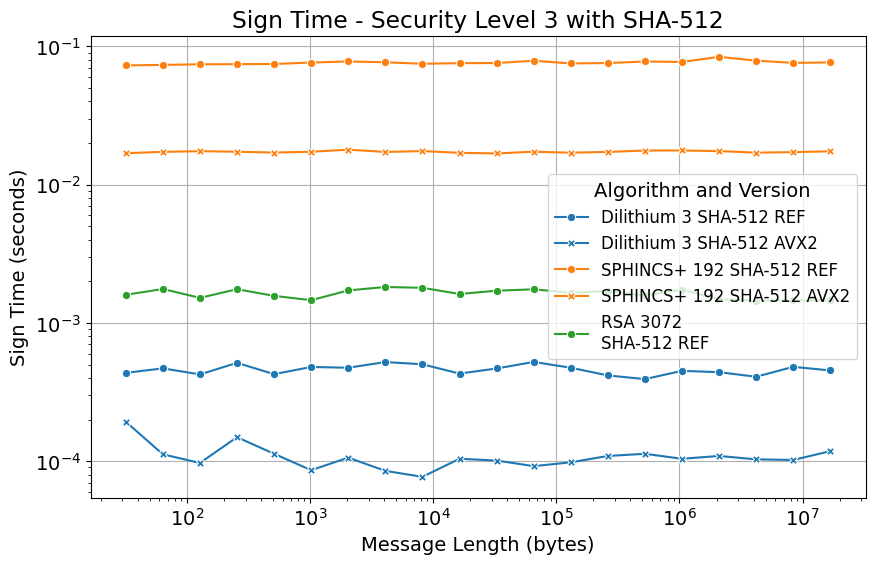 Sign Time - Security Level 3 with SHA-512
Sign Time (seconds)
10⁻¹
10⁻²
10⁻³
10⁻⁴
Algorithm and Version
Dilithium 3 SHA-512 REF
Dilithium 3 SHA-512 AVX2
SPHINCS+ 192 SHA-512 REF
SPHINCS+ 192 SHA-512 AVX2
RSA 3072
SHA-512 REF
10² 10³ 10⁴ 10⁵ 10⁶ 10⁷
Message Length (bytes)